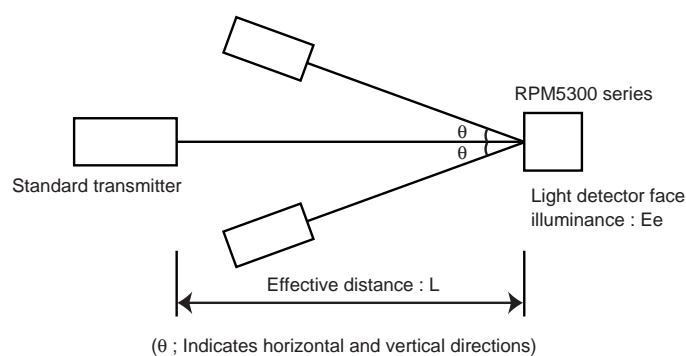 RPM5300 series
θ
θ
Standard transmitter
Light detector face
illuminance : Ee
Effective distance : L
(θ ; Indicates horizontal and vertical directions)